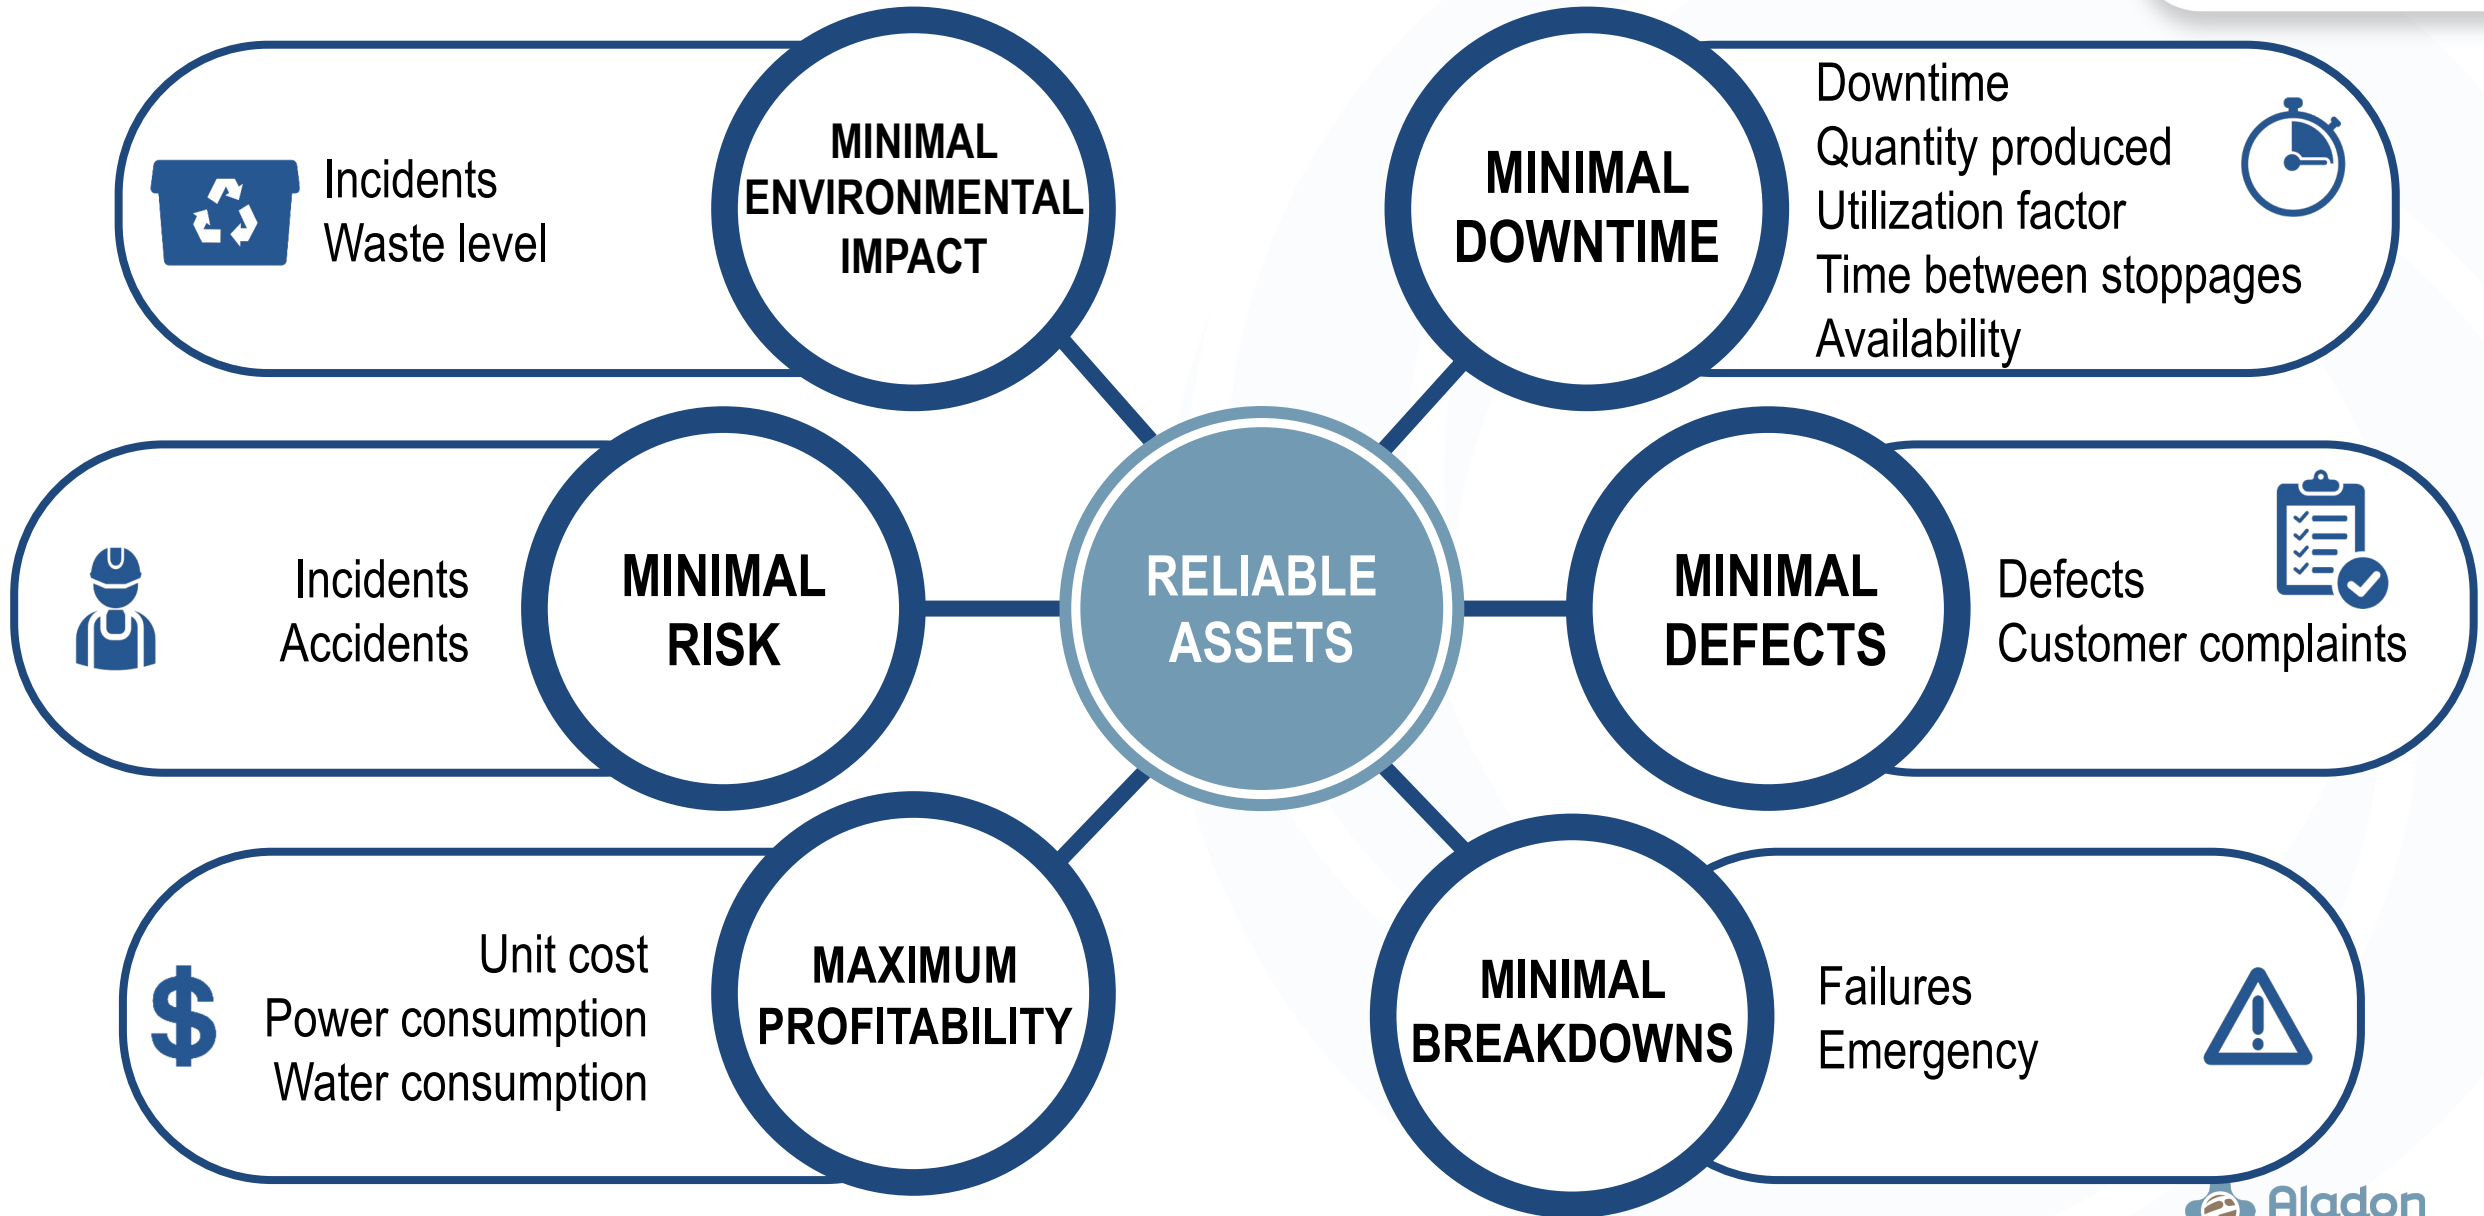 MINIMAL
ENVIRONMENTAL
IMPACT
Incidents
Waste level
MINIMAL
DOWNTIME
Downtime
Quantity produced
Utilization factor
Time between stoppages
Availability
MINIMAL
RISK
Incidents
Accidents
RELIABLE
ASSETS
MINIMAL
DEFECTS
Defects
Customer complaints
MAXIMUM
PROFITABILITY
Unit cost
Power consumption
Water consumption
MINIMAL
BREAKDOWNS
Failures
Emergency
$
Aladon